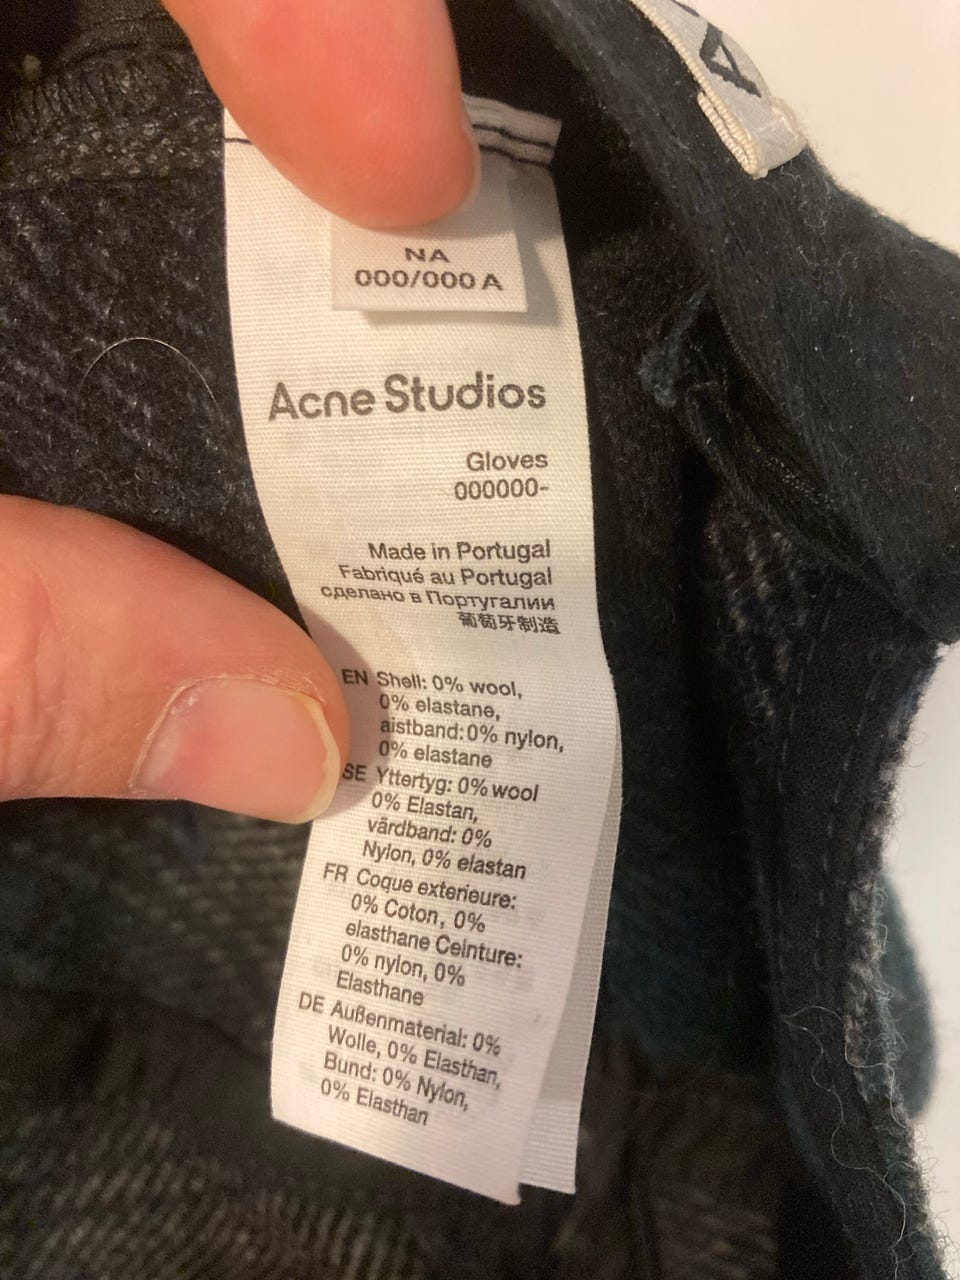 NA
000/000 A
Acne Studios
Gloves
000000-
Made in Portugal
Fabriqué au Portugal
сделано в Португалии
葡萄牙制造
EN Shell: 0% wool,
0% elastane,
aistband: 0% nylon,
0% elastane
SE Yttertyg: 0% wool
0% Elastan,
värdband: 0%
Nylon, 0% elastan
FR Coque exterieure:
0% Coton, 0%
elasthane Ceinture:
0% nylon, 0%
Elasthane
DE Außenmaterial: 0%
Wolle, 0% Elasthan,
Bund: 0% Nylon,
0% Elasthan